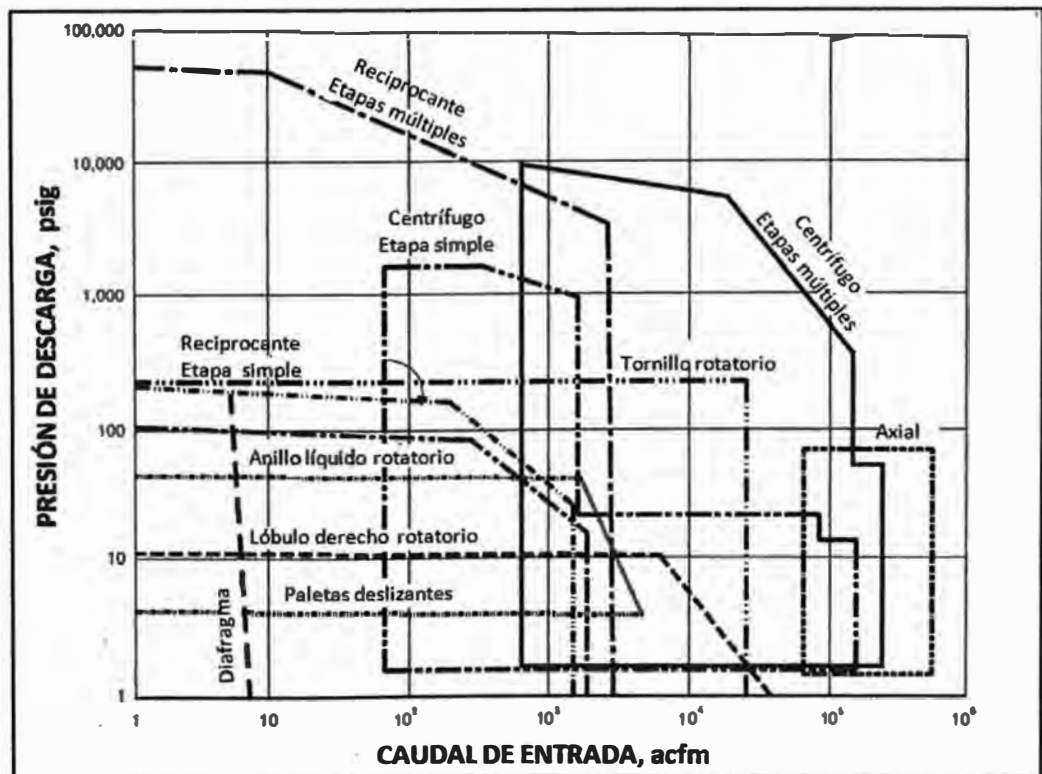 100,000
10,000
1,000
100
10
1
PRESIÓN DE DESCARGA, psig
Reciprocante
Etapas múltiples
Centrífugo
Etapa simple
Centrífugo
Etapas múltiples
Reciprocante
Etapa simple
Tornillo rotatorio
Axial
Anillo líquido rotatorio
Lóbulo derecho rotatorio
Paletas deslizantes
Diafragma
1
10
10²
10³
10⁴
10⁵
10⁶
CAUDAL DE ENTRADA, acfm